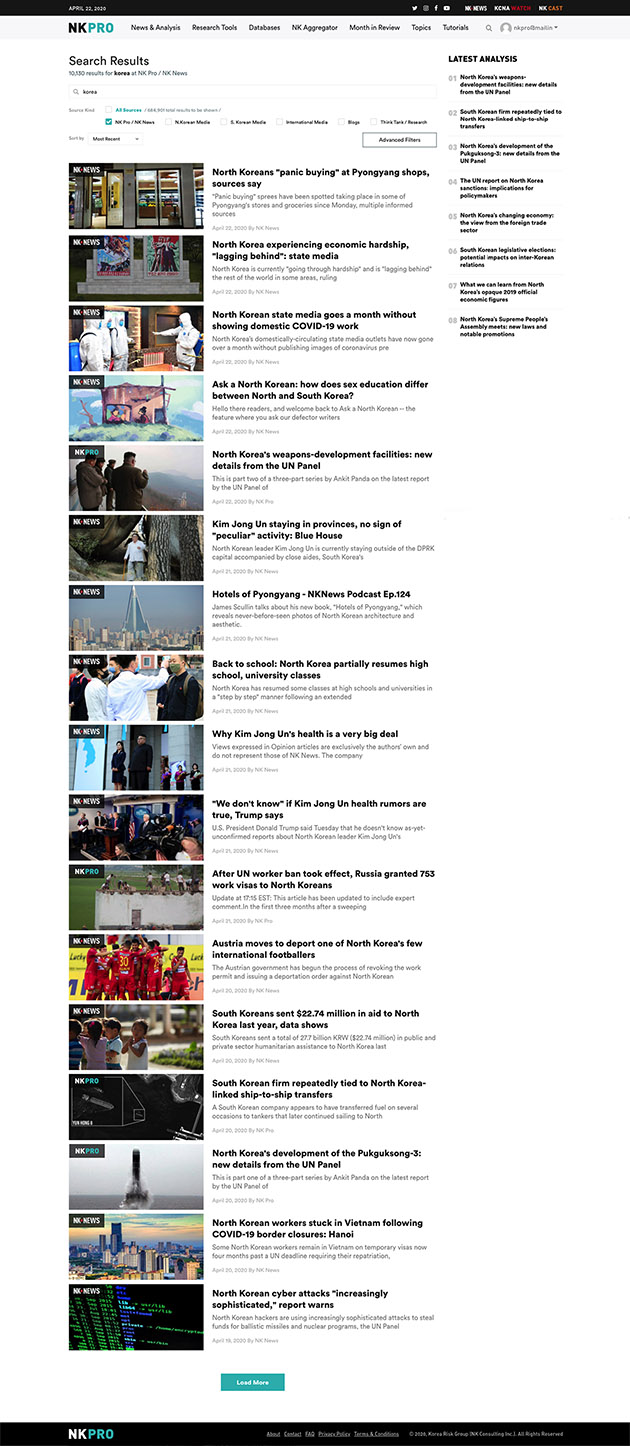 APRIL 22, 2020
NK NEWS KCNA WATCH NK CAST
NKPRO
News & Analysis Research Tools Databases NK Aggregator Month in Review Topics Tutorials nkpro@mailin
Search Results
10,130 results for korea at NK Pro / NK News
korea
Source Kind All Sources / 684,901 total results to be shown /
NK Pro / NK News N.Korean Media S. Korean Media International Media Blogs Think Tank / Research
Sort by Most Recent Advanced Filters
NK NEWS
North Koreans "panic buying" at Pyongyang shops,
sources say
"Panic buying" sprees have been spotted taking place in some of
Pyongyang's stores and groceries since Monday, multiple informed
sources
April 22, 2020 By NK News
NK NEWS
North Korea experiencing economic hardship,
"lagging behind": state media
North Korea is currently "going through hardship" and is "lagging behind"
the rest of the world in some areas, ruling
April 22, 2020 By NK News
NK NEWS
North Korean state media goes a month without
showing domestic COVID-19 work
North Korea's domestically-circulating state media outlets have now gone
over a month without publishing images of coronavirus pre
April 22, 2020 By NK News
NK NEWS
Ask a North Korean: how does sex education differ
between North and South Korea?
Hello there readers, and welcome back to Ask a North Korean -- the
feature where you ask our defector writers
April 22, 2020 By NK News
NKPRO
North Korea's weapons-development facilities: new
details from the UN Panel
This is part two of a three-part series by Ankit Panda on the latest report
by the UN Panel of
April 22, 2020 By NK Pro
NK NEWS
Kim Jong Un staying in provinces, no sign of
"peculiar" activity: Blue House
North Korean leader Kim Jong Un is currently staying outside of the DPRK
capital accompanied by close aides, South Korea's
April 21, 2020 By NK News
NK NEWS
Hotels of Pyongyang - NKNews Podcast Ep.124
James Scullin talks about his new book, "Hotels of Pyongyang," which
reveals never-before-seen photos of North Korean architecture and
aesthetic.
April 21, 2020 By NK News
NK NEWS
Back to school: North Korea partially resumes high
school, university classes
North Korea has resumed some classes at high schools and universities in
a "step by step" manner following an extended
April 21, 2020 By NK News
NK NEWS
Why Kim Jong Un's health is a very big deal
Views expressed in Opinion articles are exclusively the authors' own and
do not represent those of NK News. The company
April 21, 2020 By NK News
NK NEWS
"We don't know" if Kim Jong Un health rumors are
true, Trump says
U.S. President Donald Trump said Tuesday that he doesn't know as-yet-
unconfirmed reports about North Korean leader Kim Jong Un's
April 21, 2020 By NK News
NKPRO
After UN worker ban took effect, Russia granted 753
work visas to North Koreans
Update at 17:15 EST: This article has been updated to include expert
comment.In the first three months after a sweeping
April 21, 2020 By NK Pro
NK NEWS
Austria moves to deport one of North Korea's few
international footballers
The Austrian government has begun the process of revoking the work
permit and issuing a deportation order against North Korean
April 20, 2020 By NK News
NK NEWS
South Koreans sent $22.74 million in aid to North
Korea last year, data shows
South Koreans sent a total of 27.7 billion KRW ($22.74 million) in public and
private sector humanitarian assistance to North Korea last
April 20, 2020 By NK News
NKPRO
YUN HONG 8
South Korean firm repeatedly tied to North Korea-
linked ship-to-ship transfers
A South Korean company appears to have transferred fuel on several
occasions to tankers that later continued sailing to North
April 20, 2020 By NK Pro
NKPRO
North Korea's development of the Pukguksong-3:
new details from the UN Panel
This is part one of a three-part series by Ankit Panda on the latest report
by the UN Panel of
April 20, 2020 By NK Pro
NK NEWS
North Korean workers stuck in Vietnam following
COVID-19 border closures: Hanoi
Some North Korean workers remain in Vietnam on temporary visas now
four months past a UN deadline requiring their repatriation,
April 20, 2020 By NK News
NK NEWS
North Korean cyber attacks "increasingly
sophisticated," report warns
North Korean hackers are using increasingly sophisticated attacks to steal
funds for ballistic missiles and nuclear programs, the UN Panel
April 19, 2020 By NK News
Load More
LATEST ANALYSIS
01 North Korea's weapons-
development facilities: new details
from the UN Panel
02 South Korean firm repeatedly tied to
North Korea-linked ship-to-ship
transfers
03 North Korea's development of the
Pukguksong-3: new details from the
UN Panel
04 The UN report on North Korea
sanctions: implications for
policymakers
05 North Korea's changing economy: the
view from the foreign trade
sector
06 South Korean legislative elections:
potential impacts on inter-Korean
relations
07 What we can learn from North
Korea's opaque 2019 official
economic figures
08 North Korea's Supreme People's
Assembly meets: new laws and
notable promotions
NKPRO
About Contact FAQ Privacy Policy Terms & Conditions © 2020, Korea Risk Group (NK Consulting Inc.). All Rights Reserved